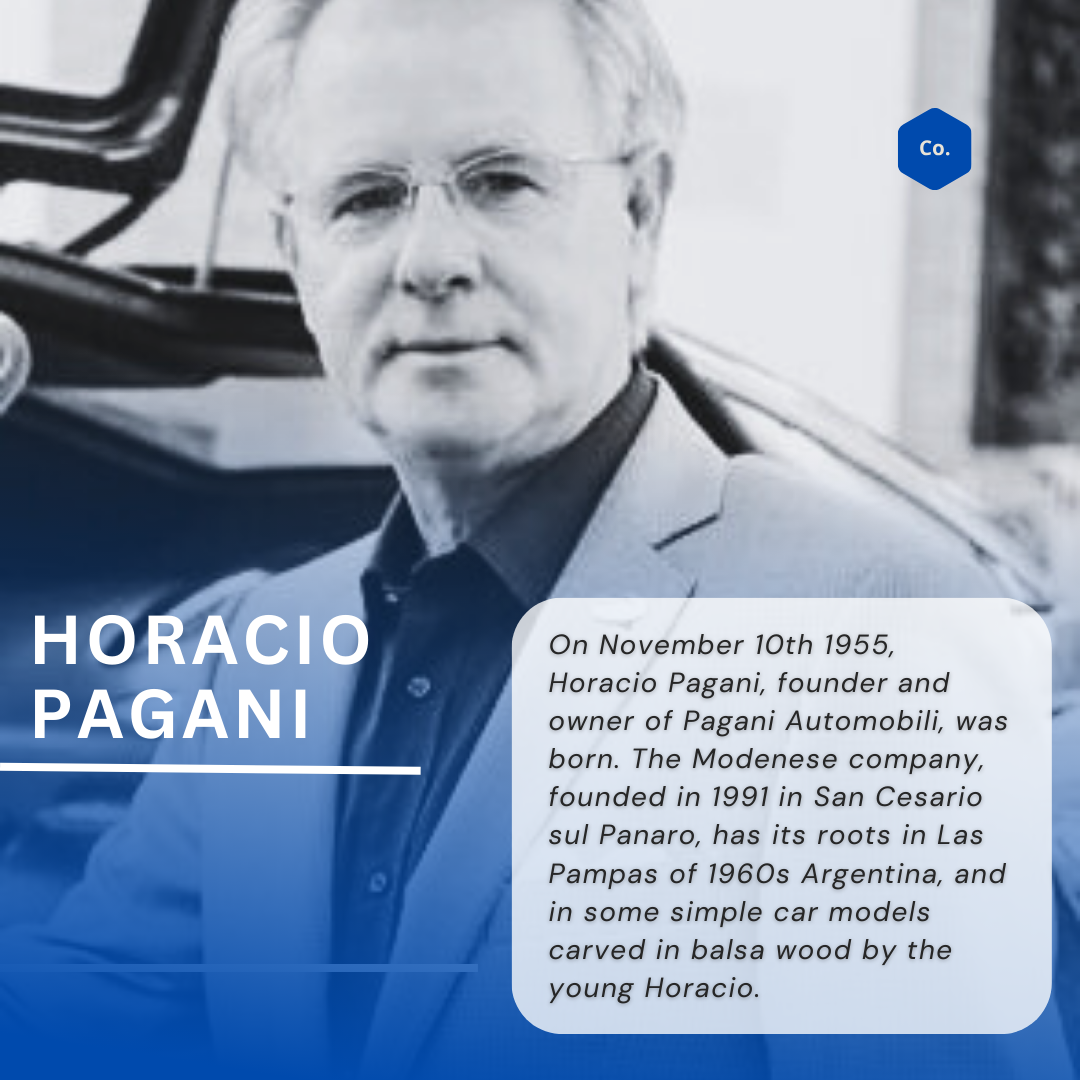 Co.
HORACIO
PAGANI
On November 10th 1955,
Horacio Pagani, founder and
owner of Pagani Automobili, was
born. The Modenese company,
founded in 1991 in San Cesario
sul Panaro, has its roots in Las
Pampas of 1960s Argentina, and
in some simple car models
carved in balsa wood by the
young Horacio.